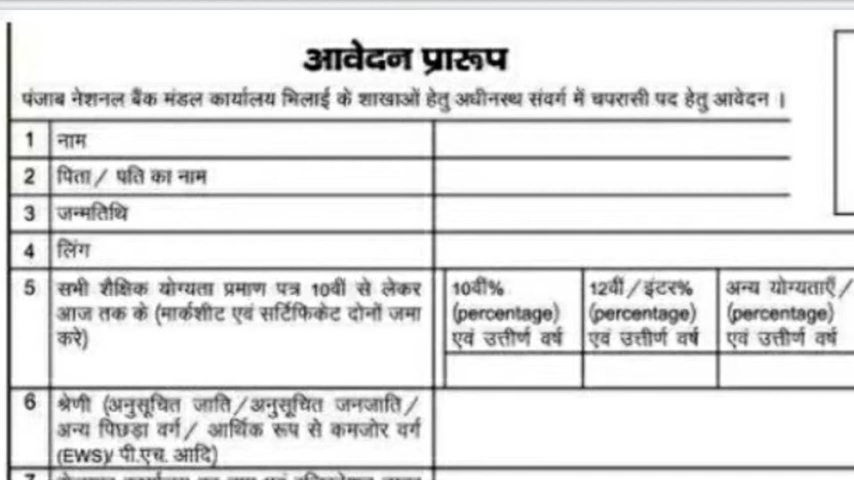 आवेदन प्रारूप
पंजाब नेशनल बैंक मंडल कार्यालय भिलाई के शाखाओं हेतु अधीनस्थ संवर्ग में चपरासी पद हेतु आवेदन ।
1 नाम
2 पिता/ पति का नाम
3 जन्मतिथि
4 लिंग
5 सभी शैक्षिक योग्यता प्रमाण पत्र 10वीं से लेकर
आज तक के (मार्कशीट एवं सर्टिफिकेट दोनों जमा
करे)
10वीं%
(percentage)
एवं उत्तीर्ण वर्ष
12वीं/इंटर%
(percentage)
एवं उत्तीर्ण वर्ष
अन्य योग्यताएँ/
(percentage)
एवं उत्तीर्ण वर्ष
6 श्रेणी (अनुसूचित जाति/अनुसूचित जनजाति/
अन्य पिछड़ा वर्ग/ आर्थिक रूप से कमजोर वर्ग
(EWS)/ पी.एच. आदि)
7